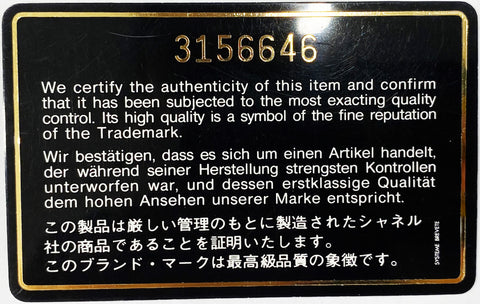 3156646
We certify the authenticity of this item and confirm
that it has been subjected to the most exacting quality
control. Its high quality is a symbol of the fine reputation
of the Trademark.
Wir bestätigen, dass es sich um einen Artikel handelt,
der während seiner Herstellung strengsten Kontrollen
unterworfen war, und dessen erstklassige Qualität
dem hohen Ansehen unserer Marke entspricht.
この製品は厳しい管理のもとに製造されたシャネル
社の商品であることを証明いたします。
このブランド・マークは最高級品質の象徴です。
SYSTEME BREVETE